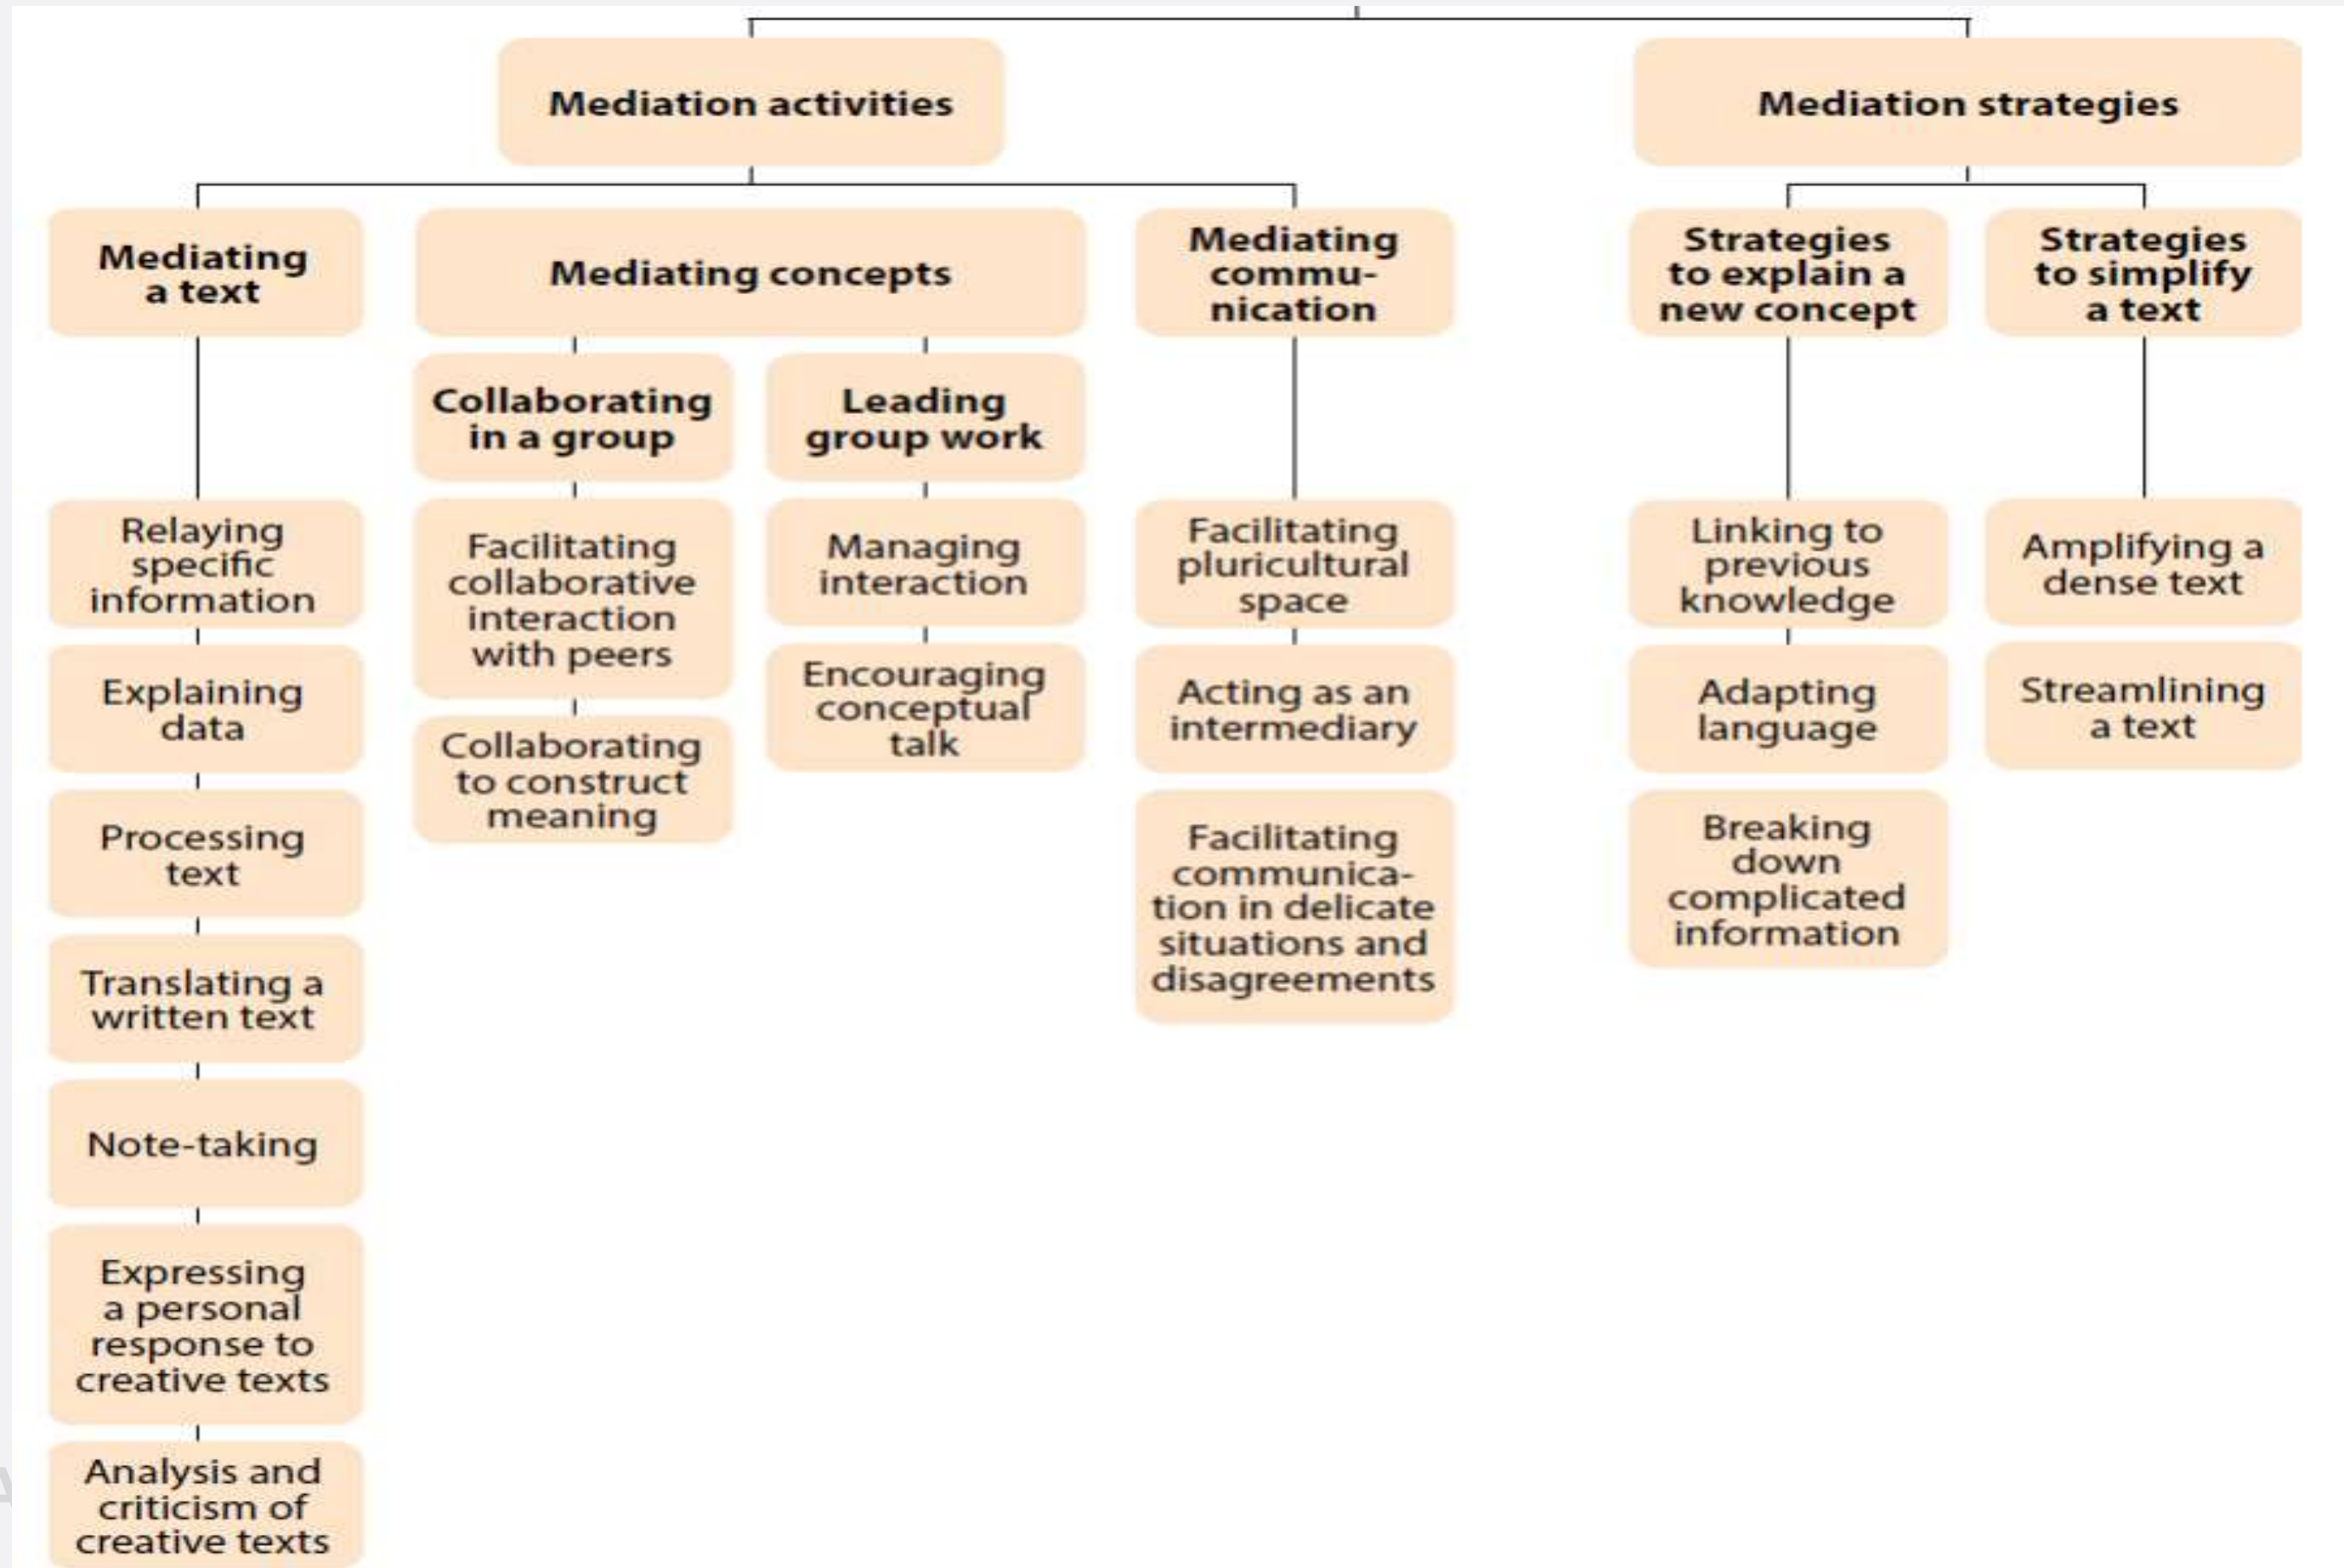 Mediation activities
Mediation strategies
Mediating
a text
Mediating concepts
Mediating
commu-
nication
Strategies
to explain a
new concept
Strategies
to simplify
a text
Collaborating
in a group
Leading
group work
Relaying
specific
information
Explaining
data
Processing
text
Translating a
written text
Note-taking
Expressing
a personal
response to
creative texts
Analysis and
criticism of
creative texts
Facilitating
collaborative
interaction
with peers
Collaborating
to construct
meaning
Managing
interaction
Encouraging
conceptual
talk
Facilitating
pluricultural
space
Acting as an
intermediary
Facilitating
communica-
tion in delicate
situations and
disagreements
Linking to
previous
knowledge
Adapting
language
Breaking
down
complicated
information
Amplifying a
dense text
Streamlining
a text